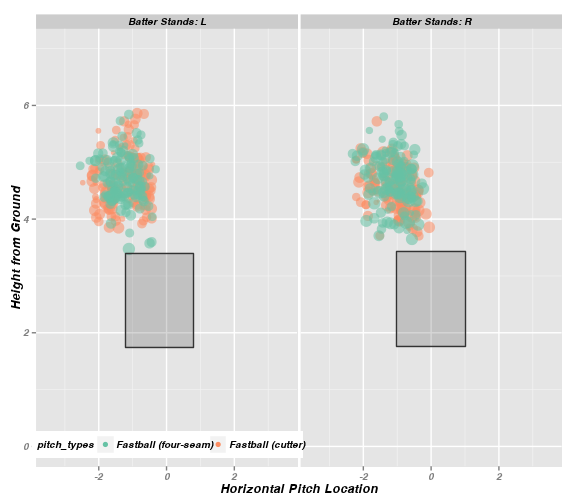 Batter Stands: L
Batter Stands: R
Height from Ground
6
4
2
0
pitch_types Fastball (four-seam) Fastball (cutter)
-2 0 2 -2 0 2
Horizontal Pitch Location